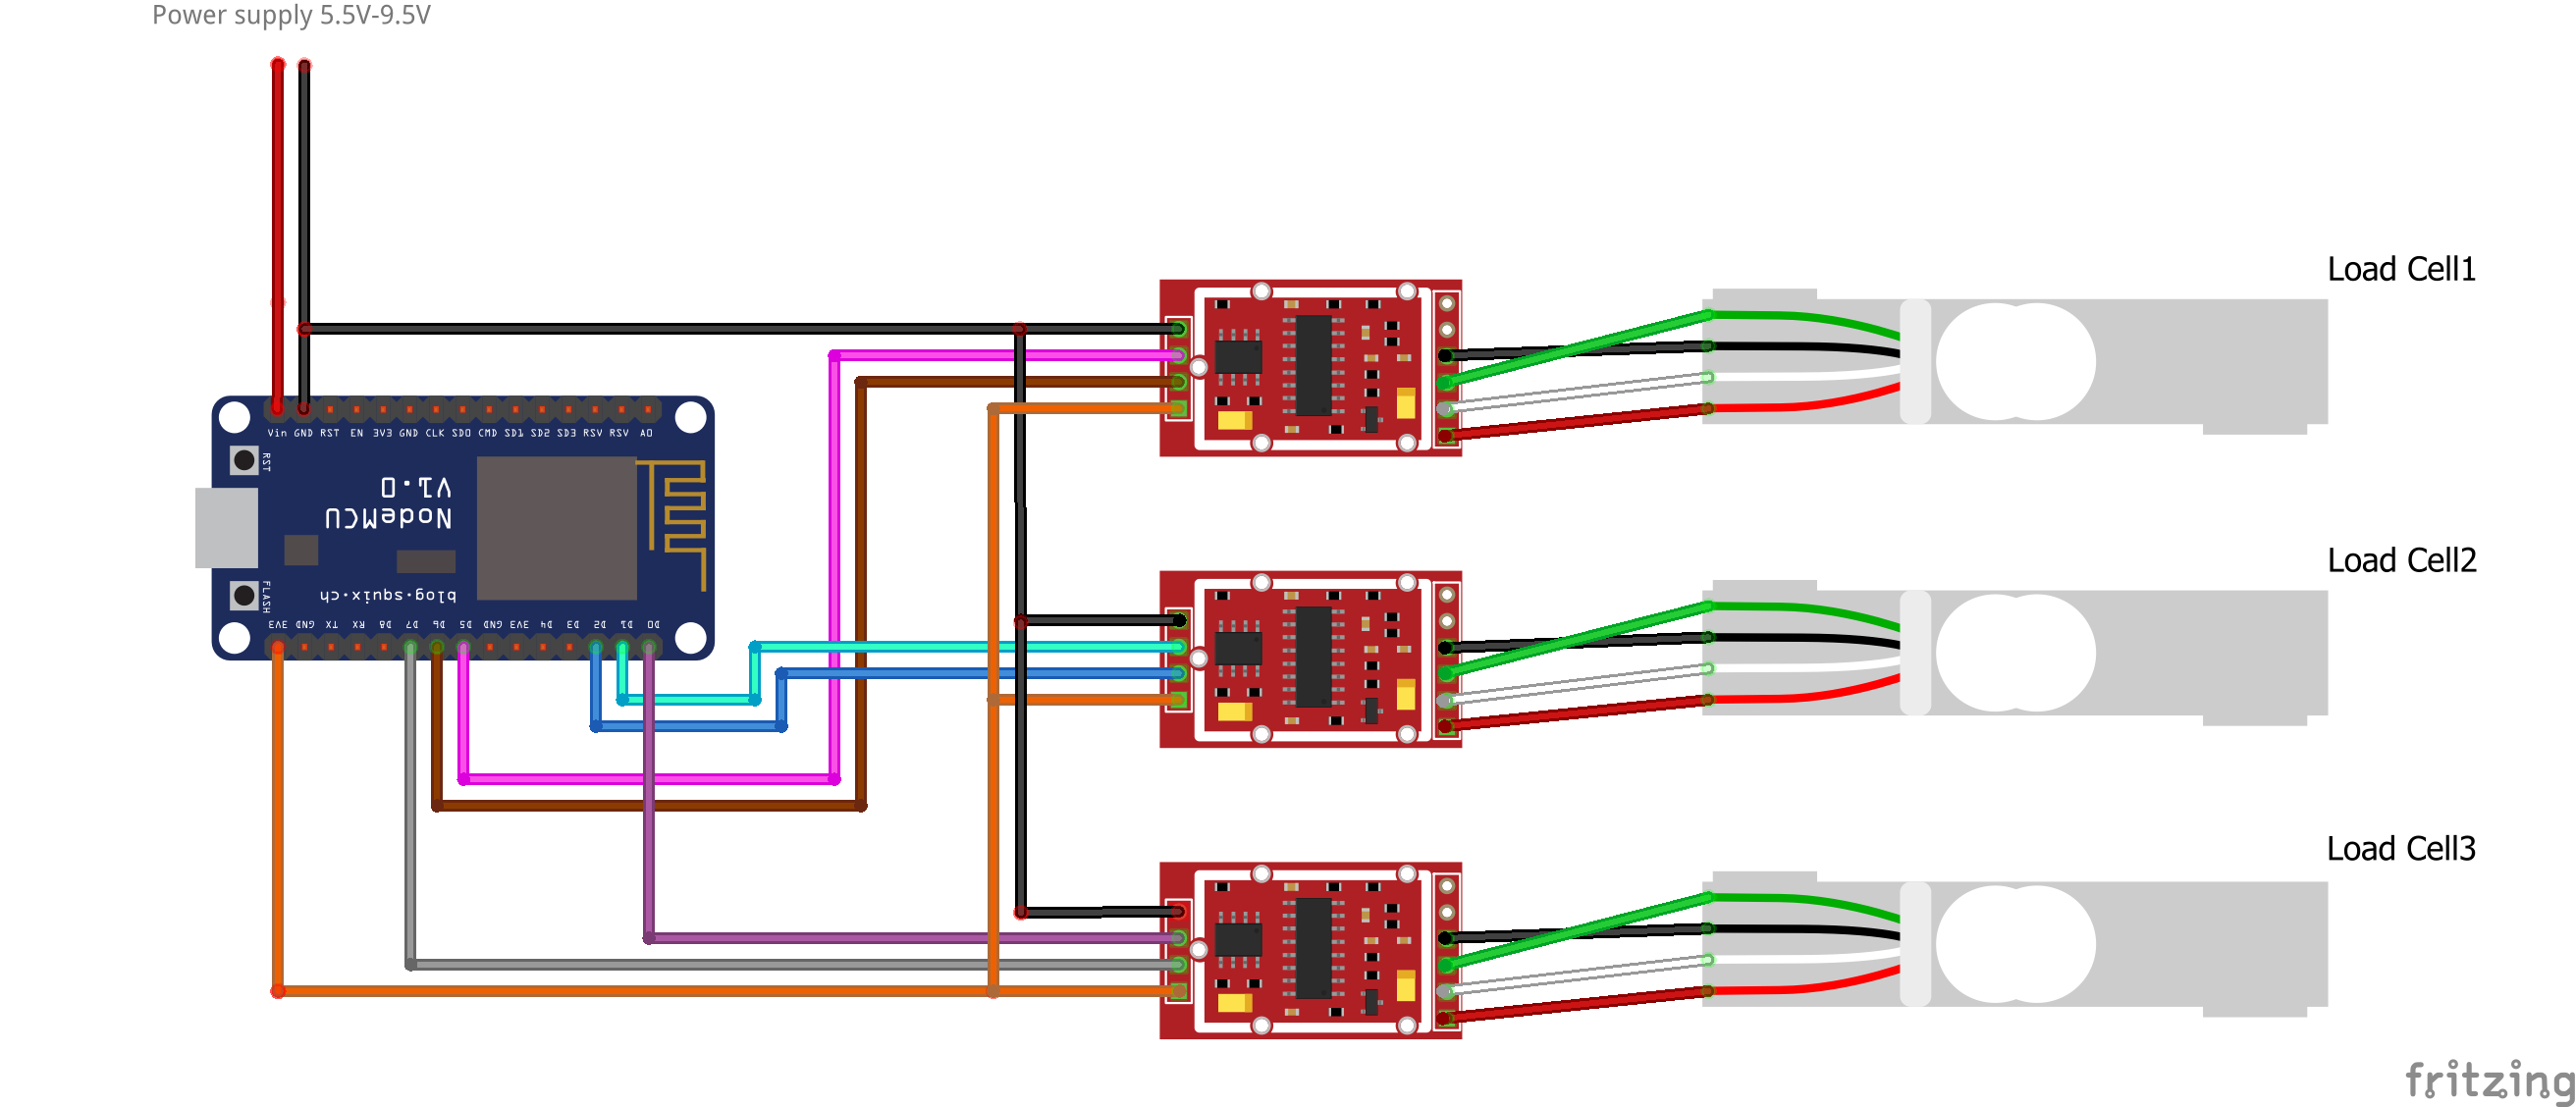 Power supply 5.5V-9.5V
Load Cell1
Vin GND RST EN 3V3 GND CLK SD0 CMD SD1 SD2 SD3 RSV RSV A0
RST
V1.0
NodeMCU
Load Cell2
blog.squix.ch
FLASH
3V3 GND TX RX D8 D7 D6 D5 GND 3V3 D4 D3 D2 D1 D0
Load Cell3
fritzing